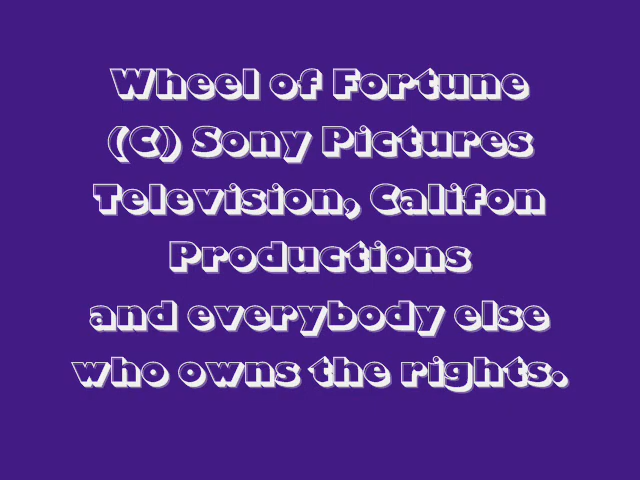 Wheel of Fortune
(C) Sony Pictures
Television, Califon
Productions
and everybody else
who owns the rights.